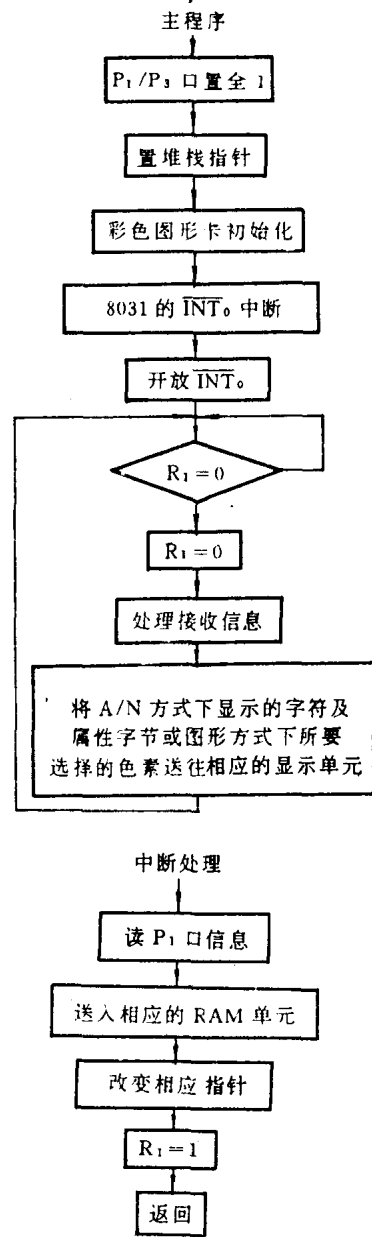 主程序
P₁/P₃ 口置全 1
置堆栈指针
彩色图形卡初始化
8031 的 I̅N̅T̅₀ 中断
开放 I̅N̅T̅₀
R₁=0
R₁=0
处理接收信息
将 A/N 方式下显示的字符及
属性字节或图形方式下所要
选择的色素送往相应的显示单元
中断处理
读 P₁ 口信息
送入相应的 RAM 单元
改变相应指针
R₁=1
返回